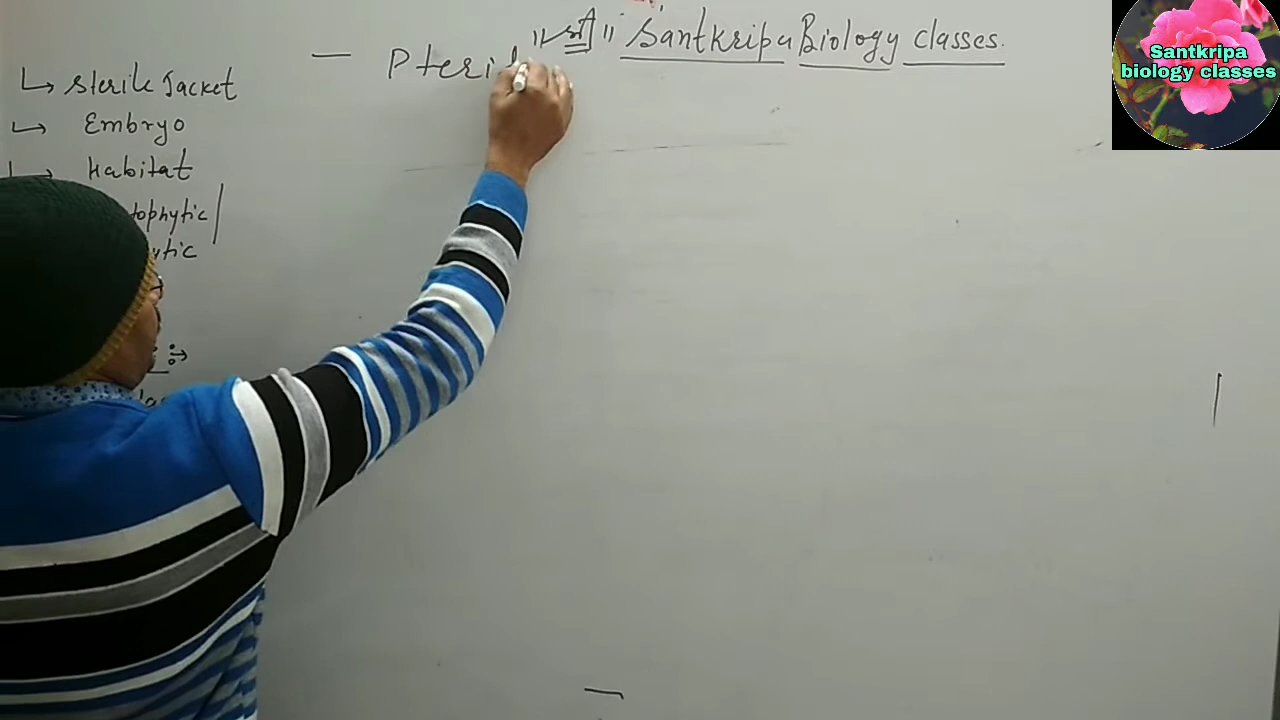 "श्री" Santkripa Biology classes.
— Pterid
↳ Sterile Jacket
↳ Embryo
↳ Habitat
tophytic
ytic
Santkripa
biology classes